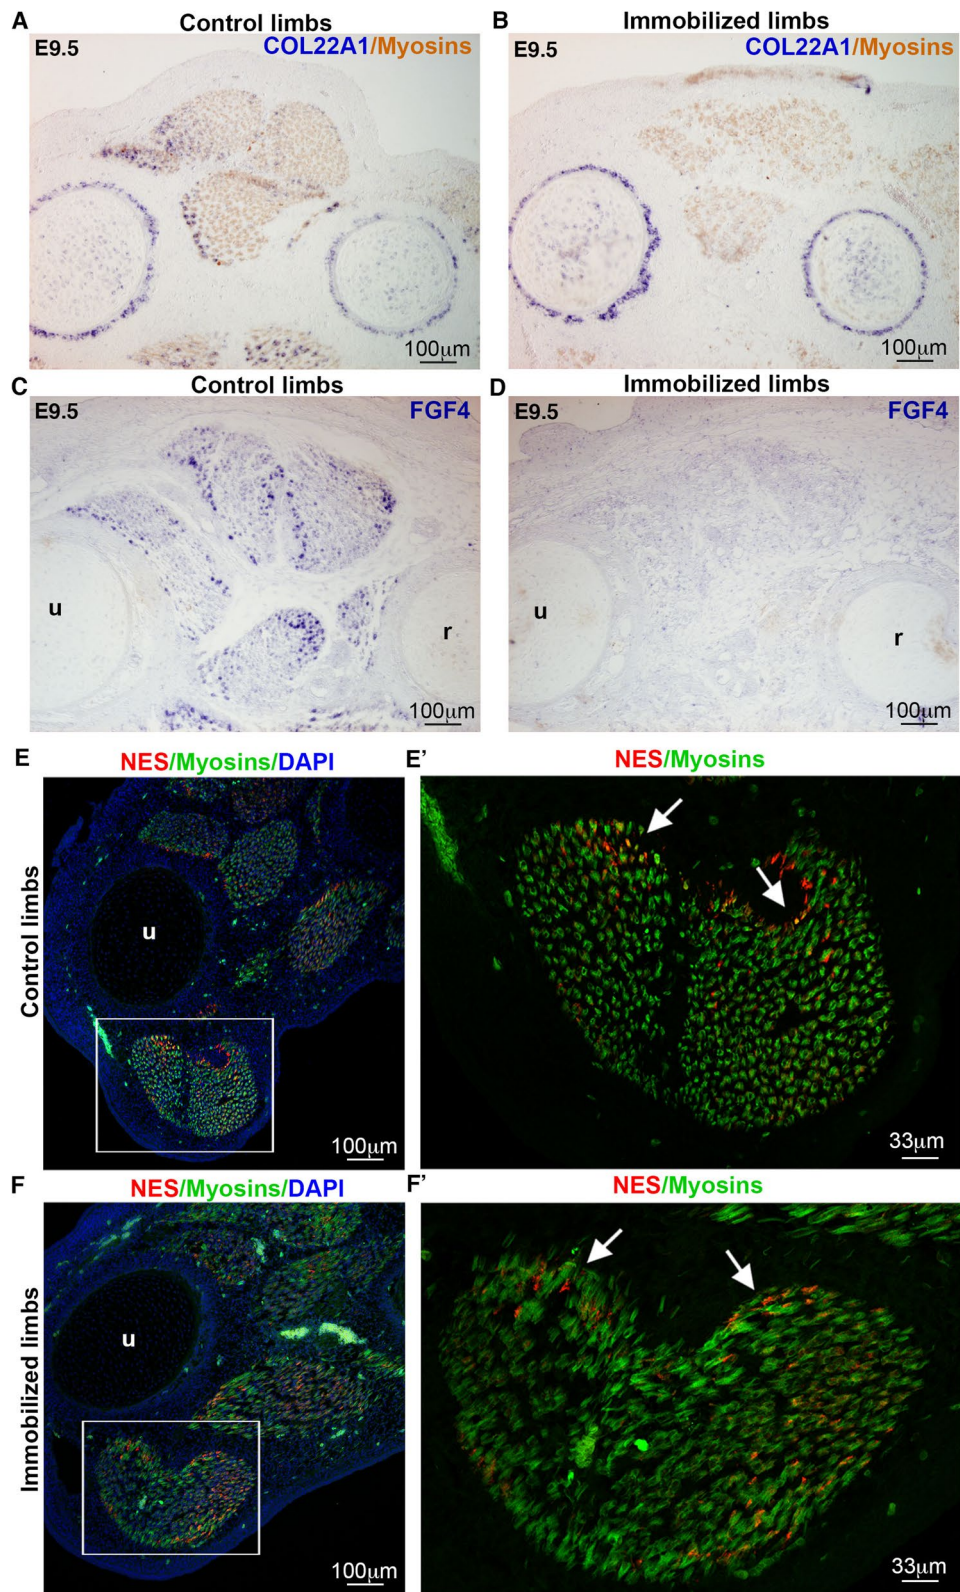 A
Control limbs
E9.5
COL22A1/Myosins
100µm
B
Immobilized limbs
E9.5
COL22A1/Myosins
100µm
C
Control limbs
E9.5
FGF4
u
r
100µm
D
Immobilized limbs
E9.5
FGF4
u
r
100µm
E
NES/Myosins/DAPI
Control limbs
u
100µm
E'
NES/Myosins
33µm
F
NES/Myosins/DAPI
Immobilized limbs
u
100µm
F'
NES/Myosins
33µm